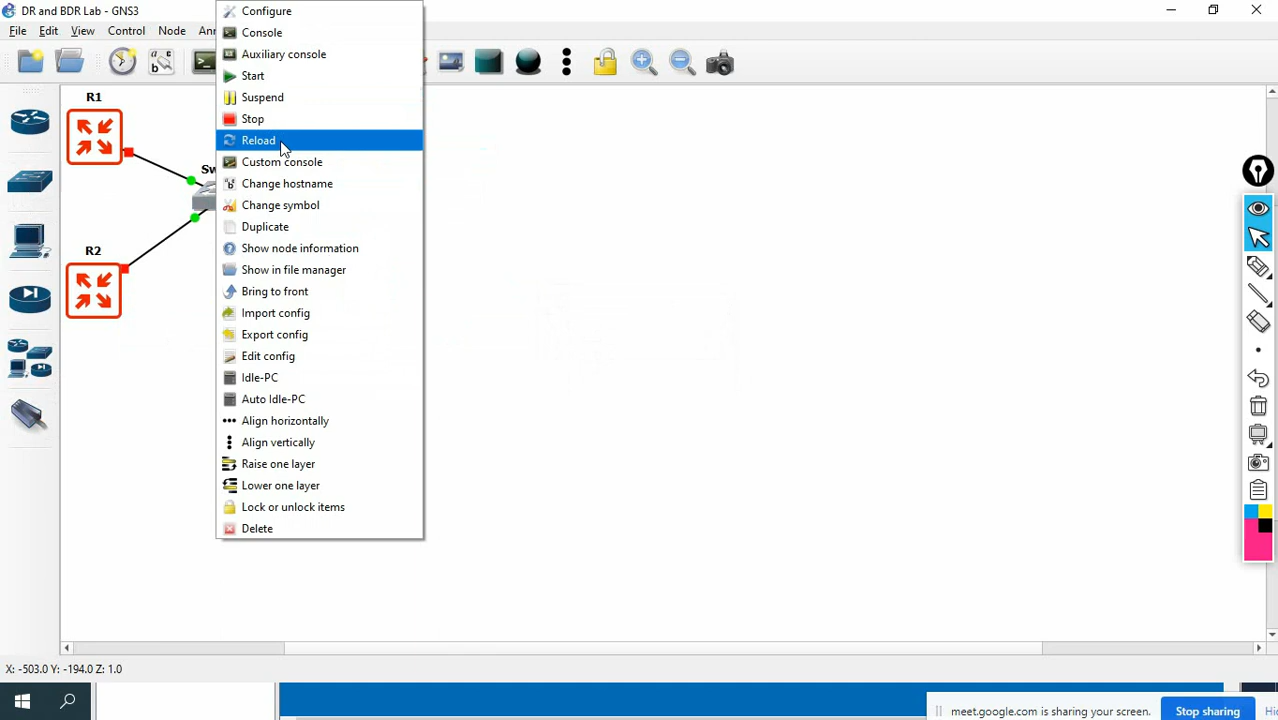 DR and BDR Lab - GNS3
File Edit View Control Node Ann
R1
R2
Sw
Configure
Console
Auxiliary console
Start
Suspend
Stop
Reload
Custom console
Change hostname
Change symbol
Duplicate
Show node information
Show in file manager
Bring to front
Import config
Export config
Edit config
Idle-PC
Auto Idle-PC
Align horizontally
Align vertically
Raise one layer
Lower one layer
Lock or unlock items
Delete
X: -503.0 Y: -194.0 Z: 1.0
meet.google.com is sharing your screen. Stop sharing Hi